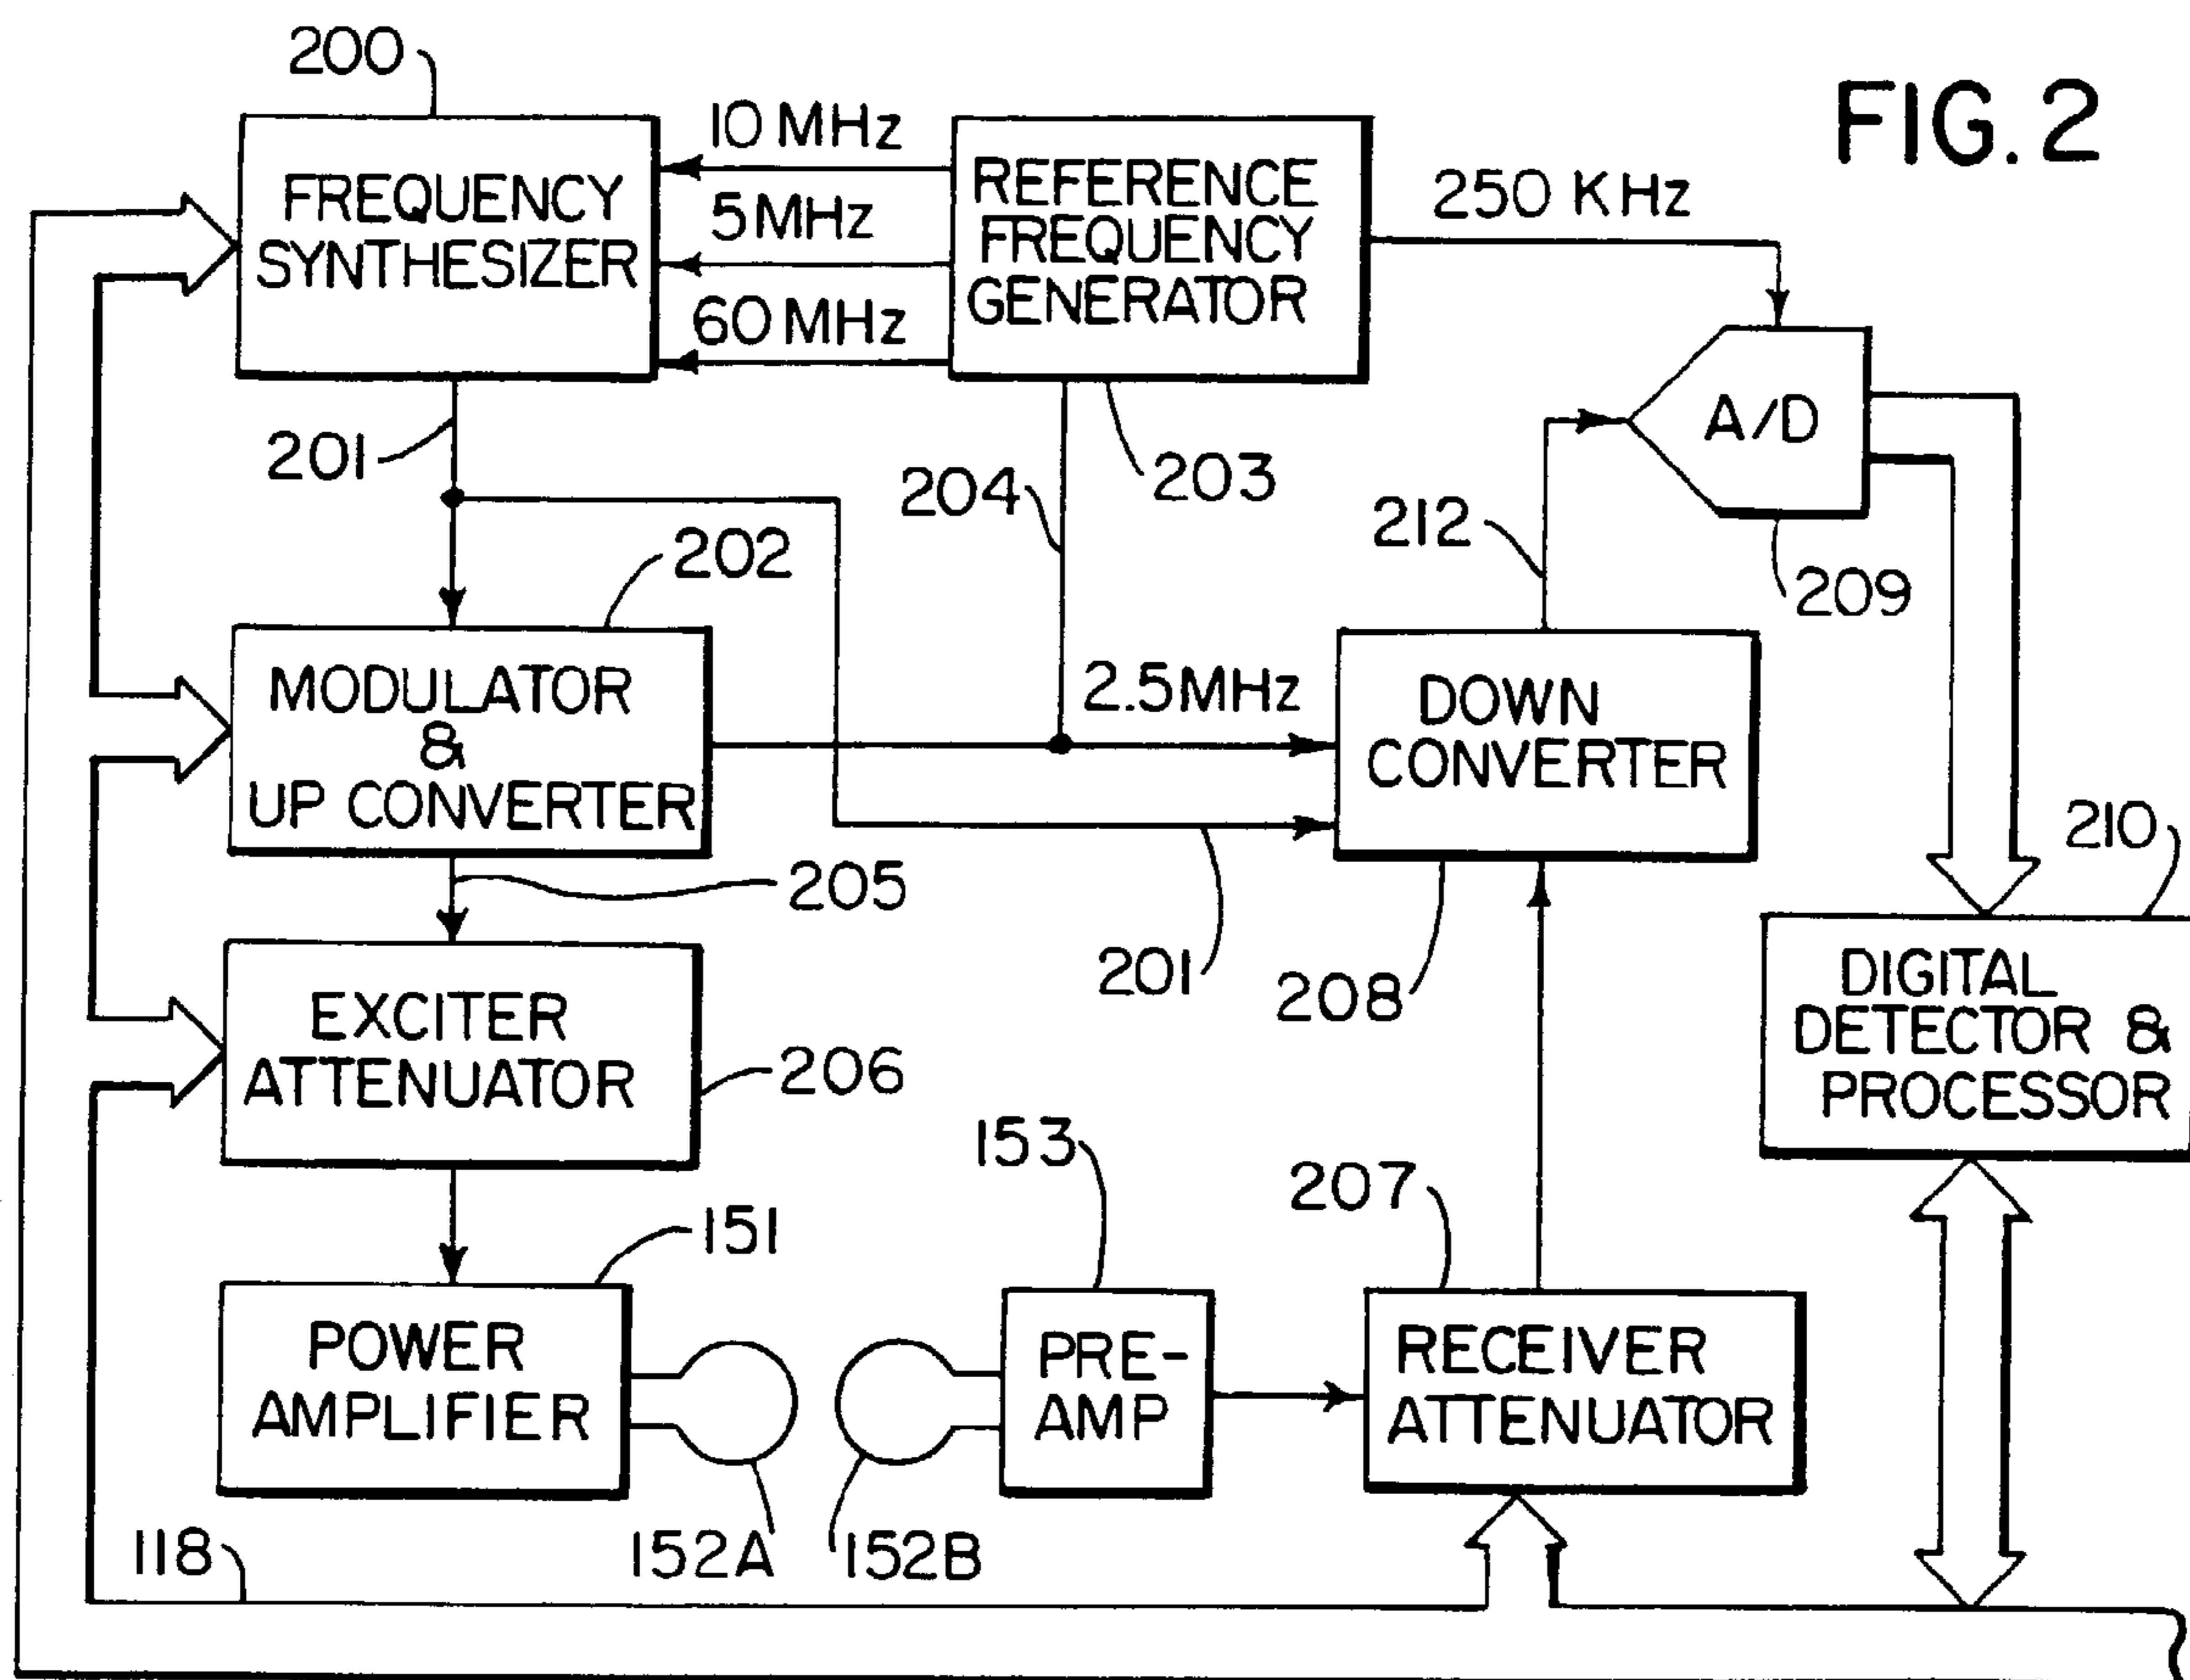 FIG. 2
200
FREQUENCY
SYNTHESIZER
10 MHz
5 MHz
60 MHz
REFERENCE
FREQUENCY
GENERATOR
250 KHz
A/D
201
204
203
212
209
202
MODULATOR
&
UP CONVERTER
2.5 MHz
DOWN
CONVERTER
205
201
208
210
DIGITAL
DETECTOR &
PROCESSOR
EXCITER
ATTENUATOR
206
153
207
151
POWER
AMPLIFIER
PRE-
AMP
RECEIVER
ATTENUATOR
118
152A
152B